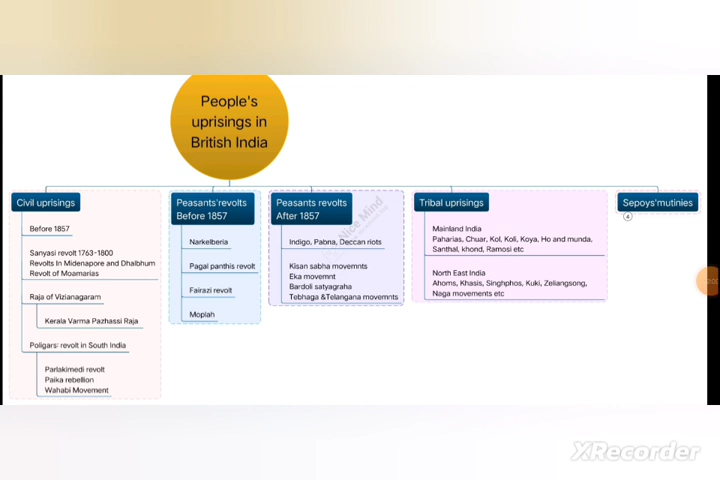 People's
uprisings in
British India
Civil uprisings
Before 1857
Sanyasi revolt 1763-1800
Revolts In Midenapore and Dhalbhum
Revolt of Moamarias
Raja of Vizianagaram
Kerala Varma Pazhassi Raja
Poligars: revolt in South India
Parlakimedi revolt
Paika rebellion
Wahabi Movement
Peasants'revolts
Before 1857
Narkelberia
Pagal panthis revolt
Fairazi revolt
Moplah
Peasants revolts
After 1857
Indigo, Pabna, Deccan riots
Kisan sabha movemnts
Eka movemnt
Bardoli satyagraha
Tebhaga &Telangana movemnts
Nice Mind
Tribal uprisings
Mainland India
Paharias, Chuar, Kol, Koli, Koya, Ho and munda,
Santhal, khond, Ramosi etc
North East India
Ahoms, Khasis, Singhphos, Kuki, Zeliangsong,
Naga movements etc
Sepoys'mutinies
4
XRecorder